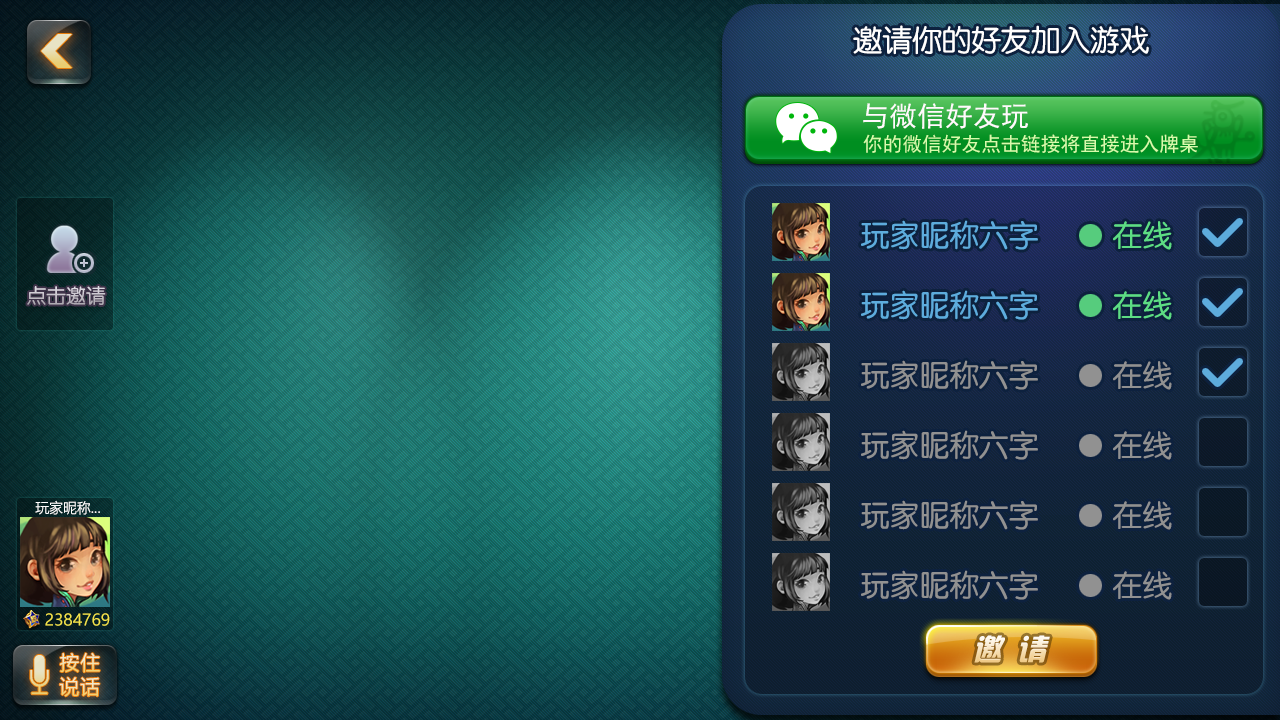 邀请你的好友加入游戏
与微信好友玩
你的微信好友点击链接将直接进入牌桌
玩家昵称六字 在线
玩家昵称六字 在线
玩家昵称六字 在线
玩家昵称六字 在线
玩家昵称六字 在线
玩家昵称六字 在线
邀 请
点击邀请
玩家昵称...
2384769
按住
说话